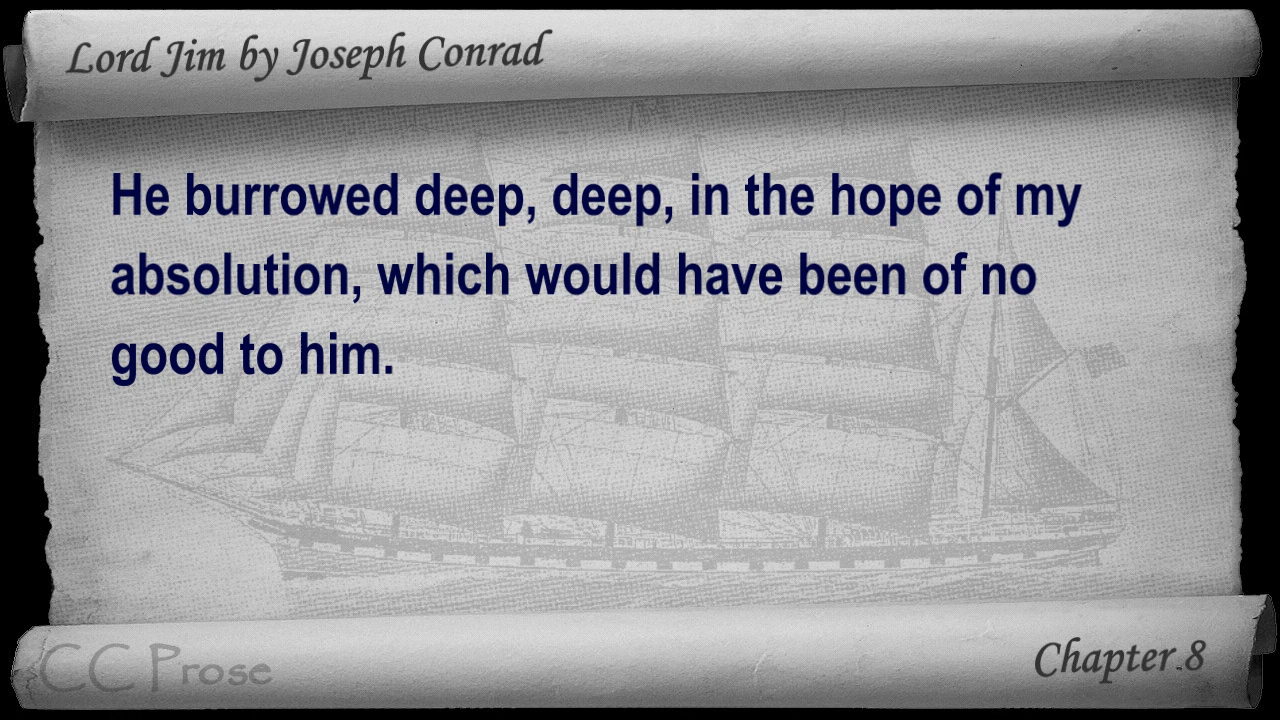 Lord Jim by Joseph Conrad
He burrowed deep, deep, in the hope of my
absolution, which would have been of no
good to him.
CC Prose
Chapter 8